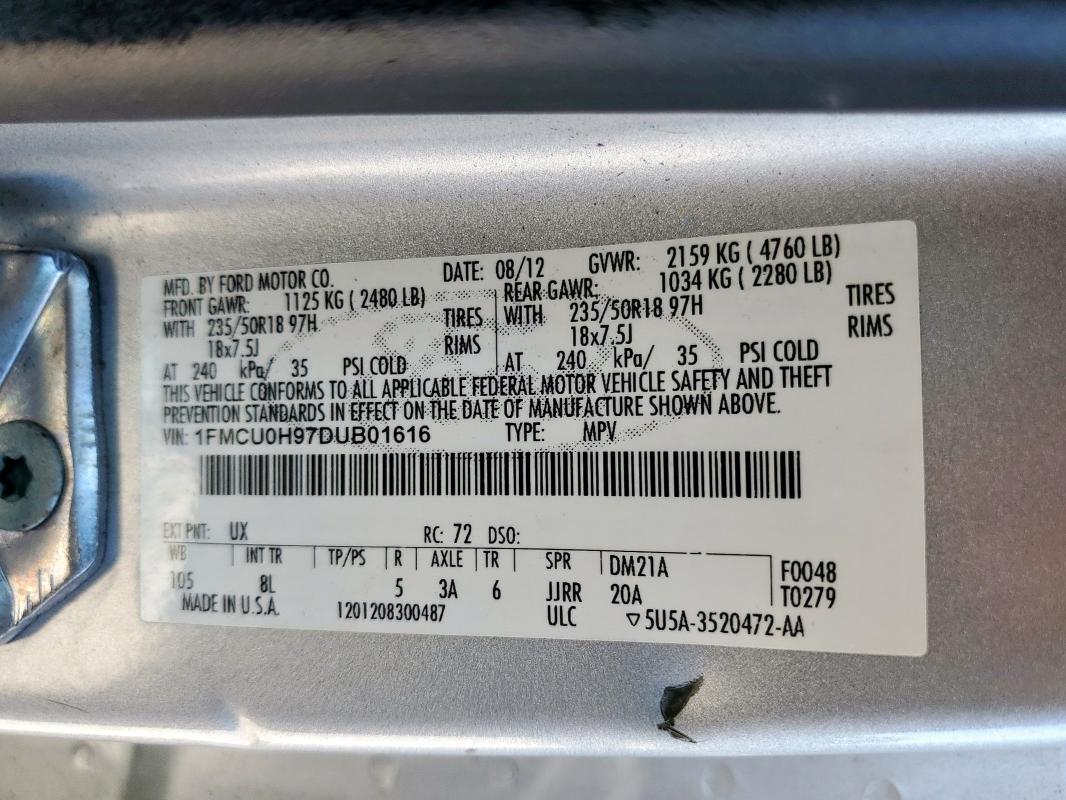 MFD. BY FORD MOTOR CO. DATE: 08/12 GVWR: 2159 KG ( 4760 LB)
FRONT GAWR: 1125 KG ( 2480 LB) REAR GAWR: 1034 KG ( 2280 LB)
WITH 235/50R18 97H TIRES WITH 235/50R18 97H TIRES
18x7.5J RIMS 18x7.5J RIMS
AT 240 kPa/ 35 PSI COLD AT 240 kPa/ 35 PSI COLD
THIS VEHICLE CONFORMS TO ALL APPLICABLE FEDERAL MOTOR VEHICLE SAFETY AND THEFT
PREVENTION STANDARDS IN EFFECT ON THE DATE OF MANUFACTURE SHOWN ABOVE.
VIN: 1FMCU0H97DUB01616 TYPE: MPV
EXT PNT: UX RC: 72 DSO:
WB INT TR TP/PS R AXLE TR SPR DM21A F0048
105 8L 5 3A 6 JJRR 20A T0279
MADE IN U.S.A. 1201208300487 ULC ▽5U5A-3520472-AA